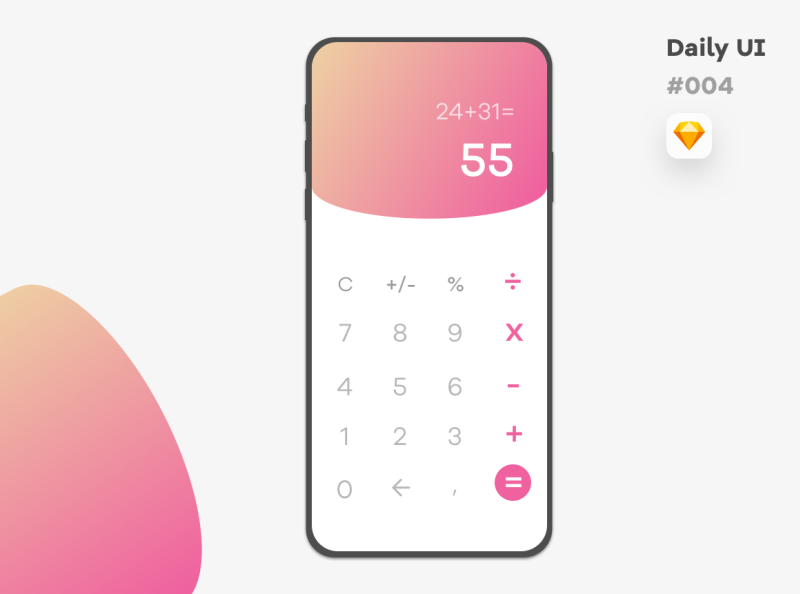 Daily UI
#004
24+31=
55
C +/- % ÷
7 8 9 X
4 5 6 -
1 2 3 +
0 ← , =